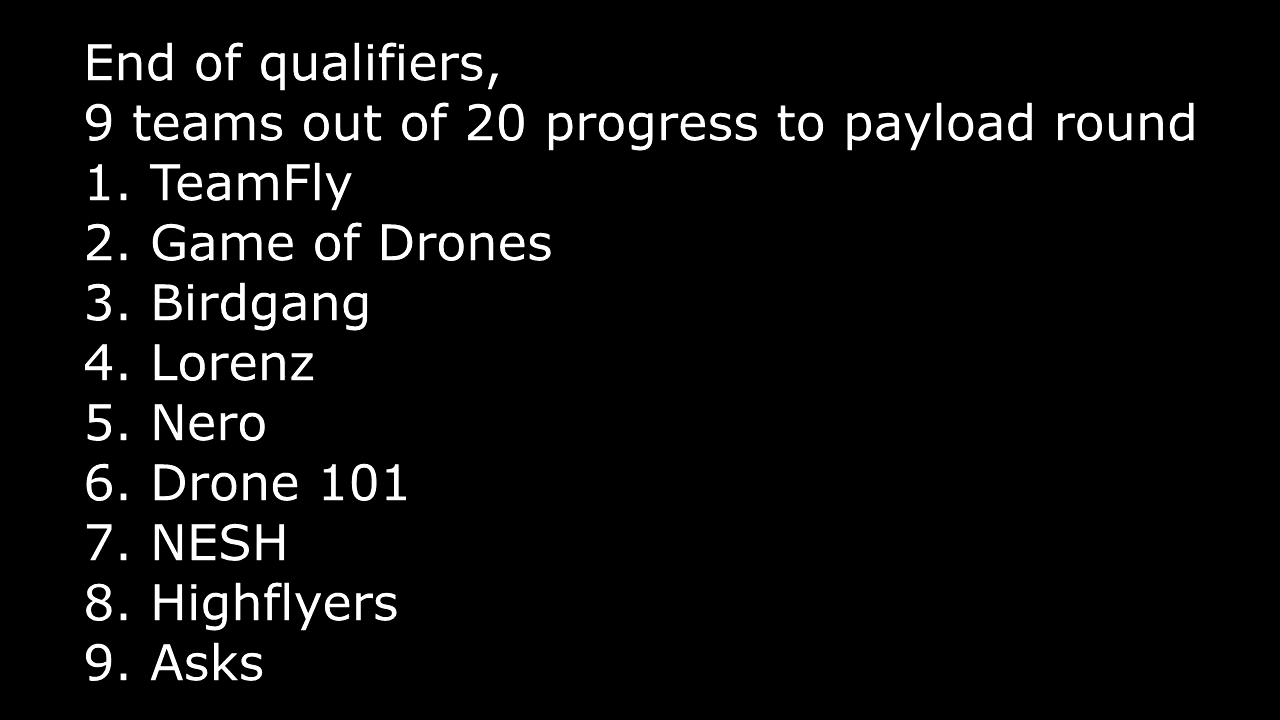 End of qualifiers,
9 teams out of 20 progress to payload round
1. TeamFly
2. Game of Drones
3. Birdgang
4. Lorenz
5. Nero
6. Drone 101
7. NESH
8. Highflyers
9. Asks